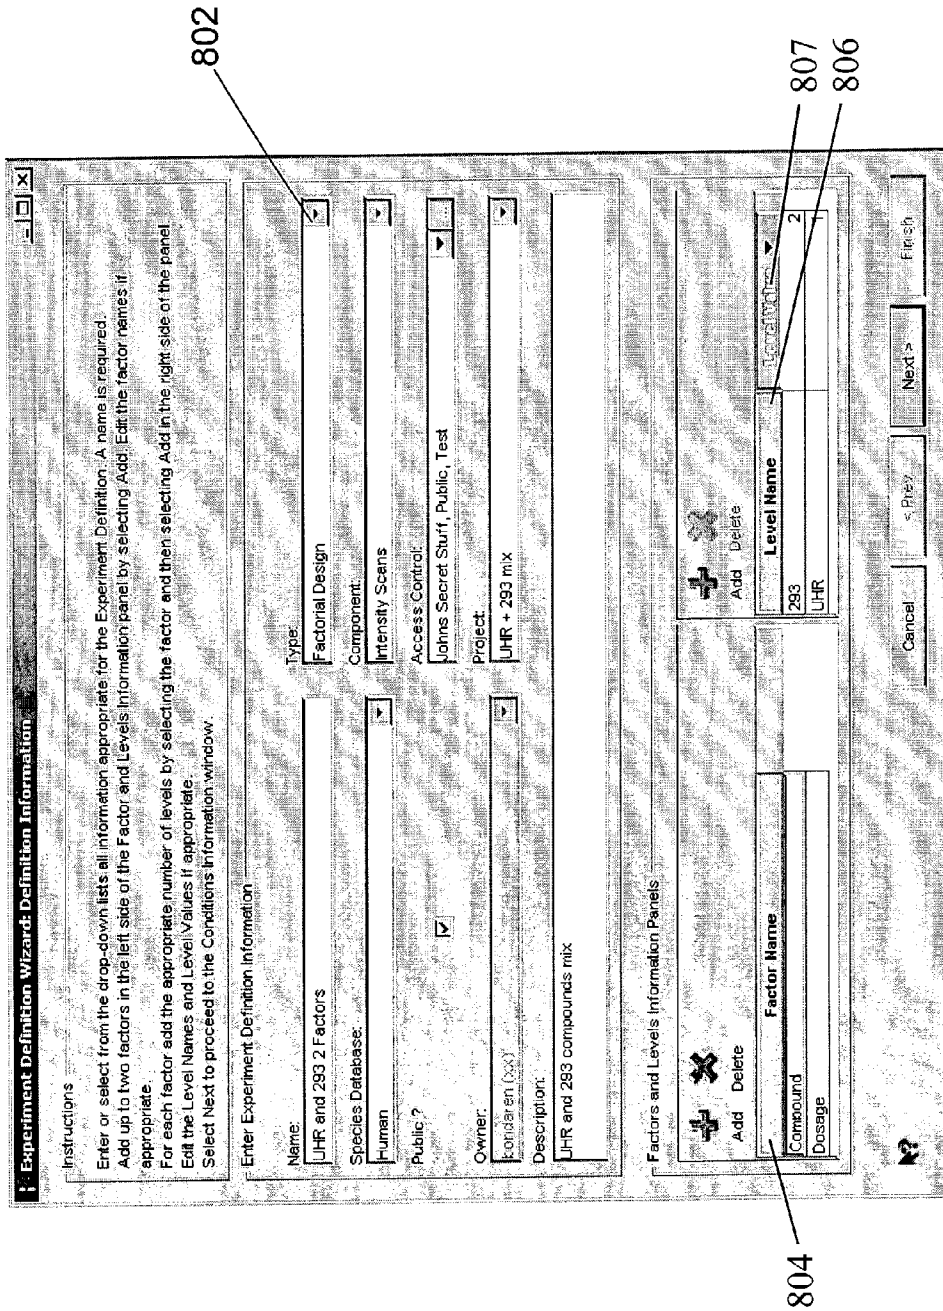 Experiment Definition Wizard: Definition Information
Instructions
Enter or select from the drop-down lists all information appropriate for the Experiment Definition. A name is required.
Add up to two factors in the left side of the Factor and Levels Information panel by selecting Add. Edit the factor names if
appropriate.
For each factor add the appropriate number of levels by selecting the factor and then selecting Add in the right side of the panel.
Edit the Level Names and Level Values if appropriate.
Select Next to proceed to the Conditions Information window.
Enter Experiment Definition Information
Name:
UHR and 293 2 Factors
Type:
Factorial Design
802
Species Database:
Human
Component:
Intensity Scans
Public?
Access Control:
Johns Secret Stuff, Public, Test
...
Owner:
Project:
UHR + 293 mix
Description:
UHR and 293 compounds mix
Factors and Levels Information Panels
Add Delete
Factor Name
Compound
Dosage
804
Add Delete
Level Name
293 2
UHR 1
807
806
Cancel
< Prev
Next >
Finish